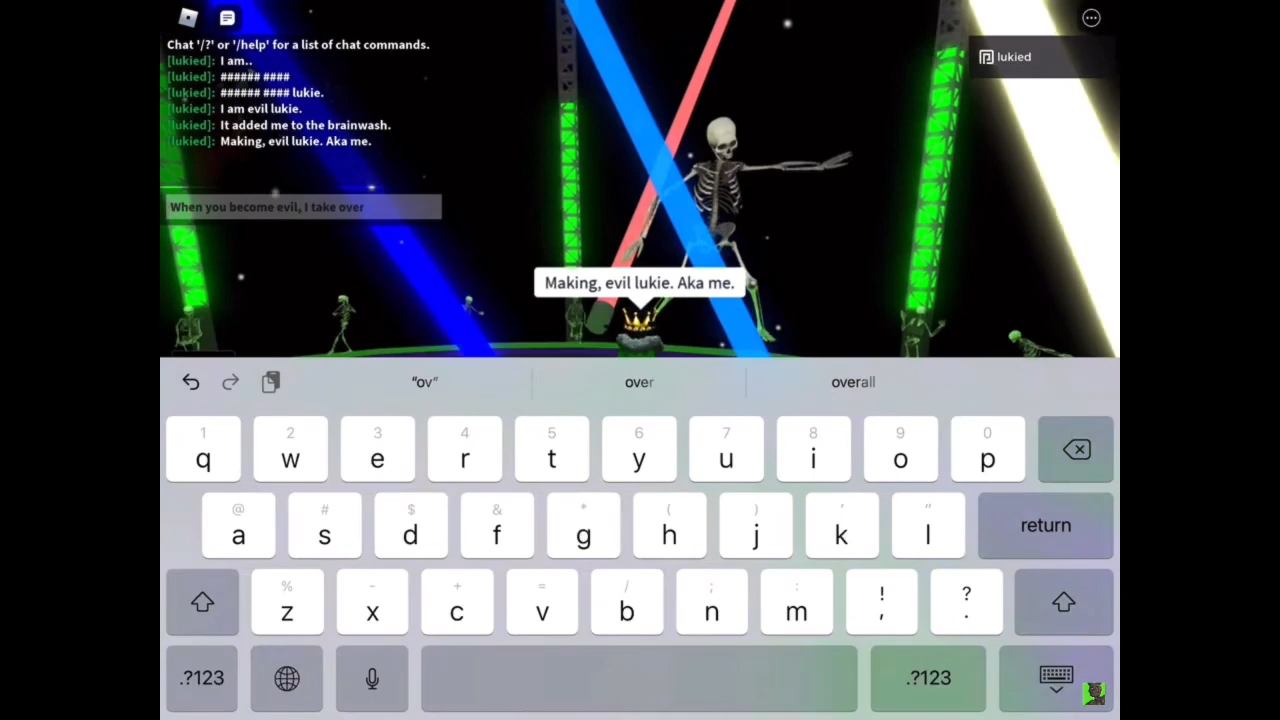 Chat '/?' or '/help' for a list of chat commands.
[lukied]: I am..
[lukied]: ###### ####
[lukied]: ###### #### lukie.
[lukied]: I am evil lukie.
[lukied]: It added me to the brainwash.
[lukied]: Making, evil lukie. Aka me.
lukied
When you become evil, I take over
Making, evil lukie. Aka me.
“ov” over overall
1 2 3 4 5 6 7 8 9 0
q w e r t y u i o p
@ # $ & * ( ) ' "
a s d f g h j k l return
% - + = / ; : ! ?
z x c v b n m , .
.?123 .?123